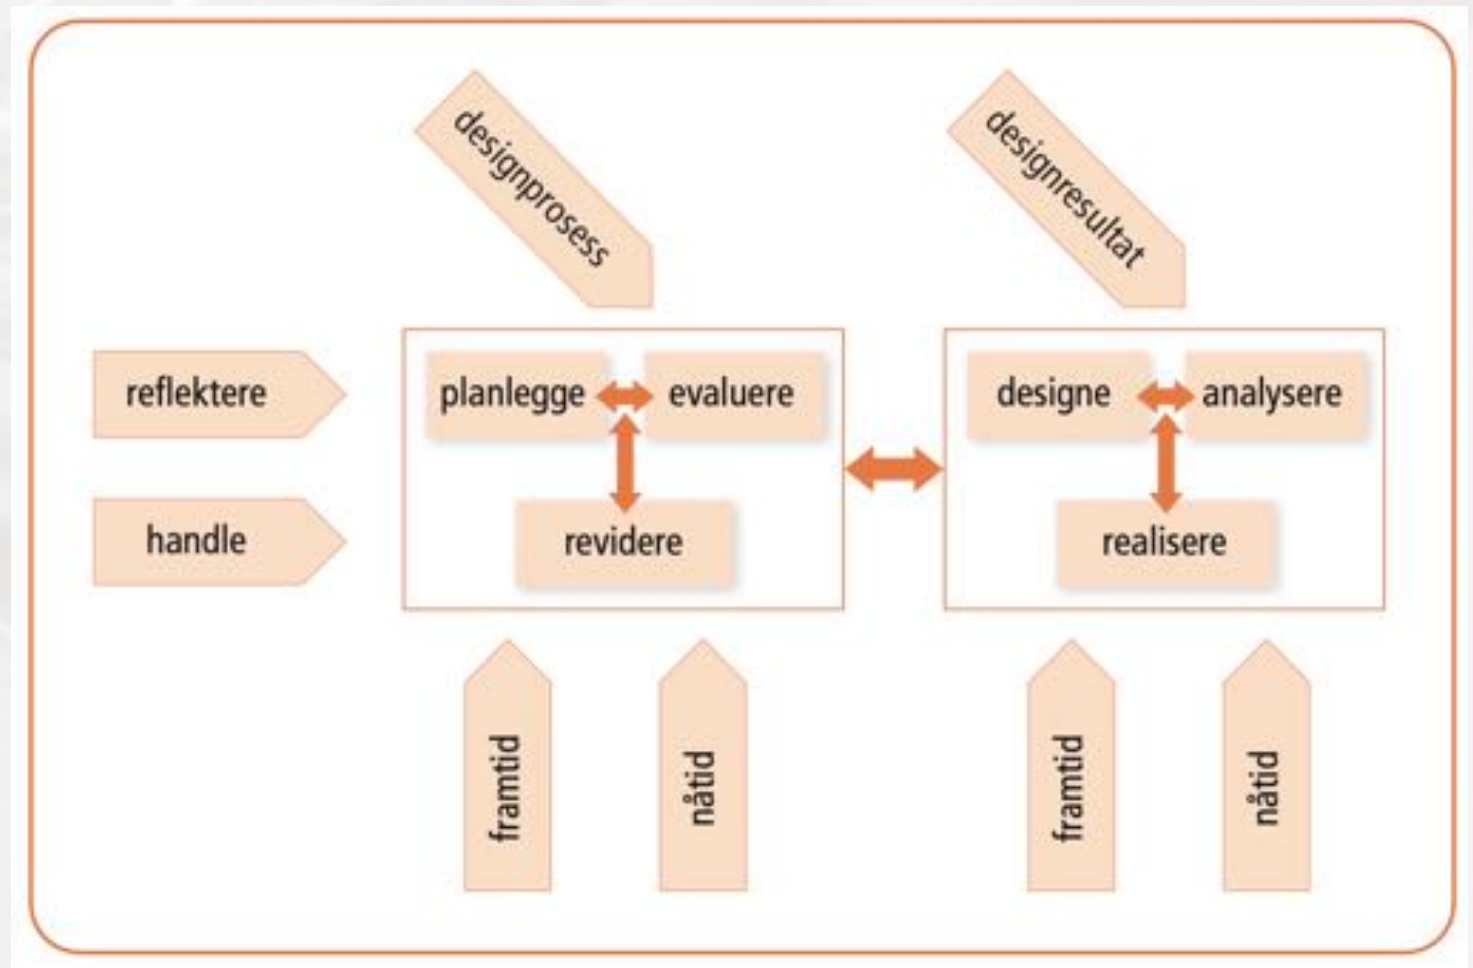 designprosess
designresultat
reflektere
planlegge
evaluere
designe
analysere
handle
revidere
realisere
framtid
nåtid
framtid
nåtid